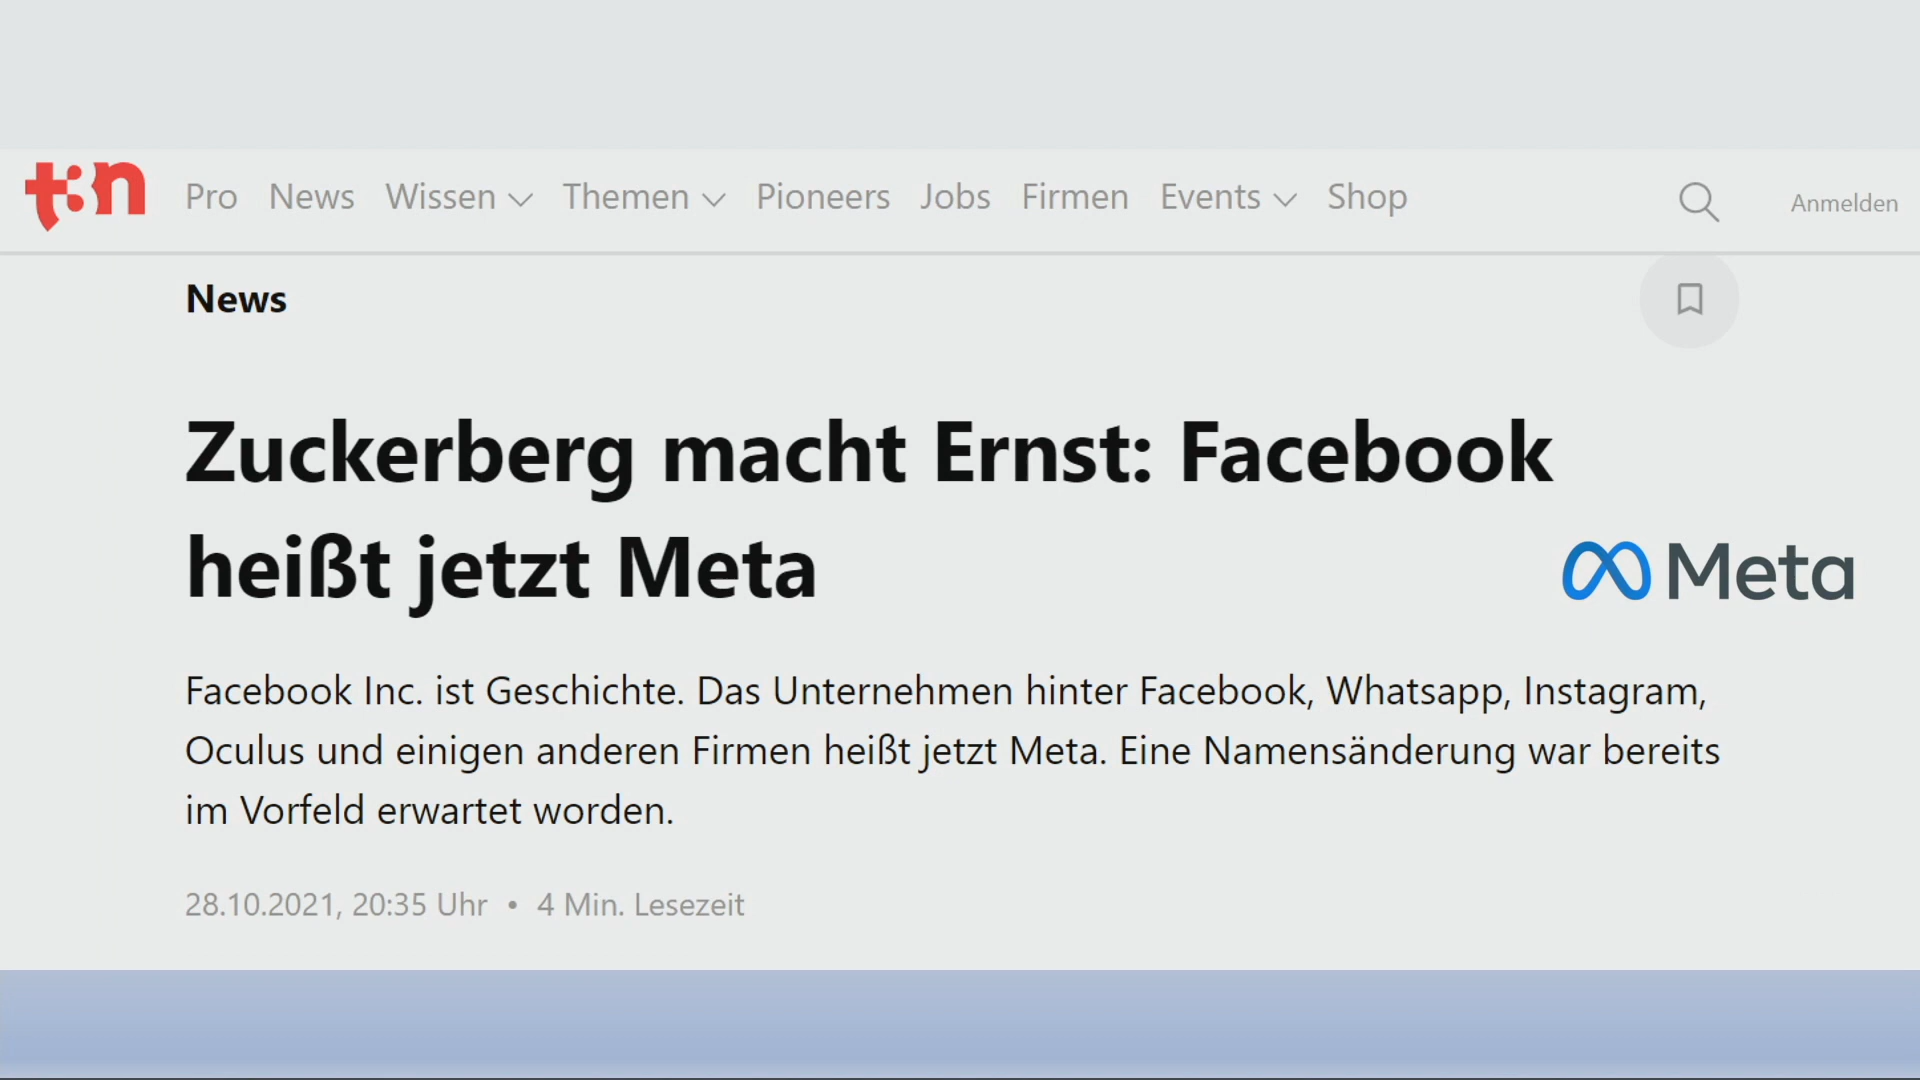 t3n
Pro News Wissen Themen Pioneers Jobs Firmen Events Shop Anmelden
News
Zuckerberg macht Ernst: Facebook
heißt jetzt Meta
Meta
Facebook Inc. ist Geschichte. Das Unternehmen hinter Facebook, Whatsapp, Instagram,
Oculus und einigen anderen Firmen heißt jetzt Meta. Eine Namensänderung war bereits
im Vorfeld erwartet worden.
28.10.2021, 20:35 Uhr • 4 Min. Lesezeit